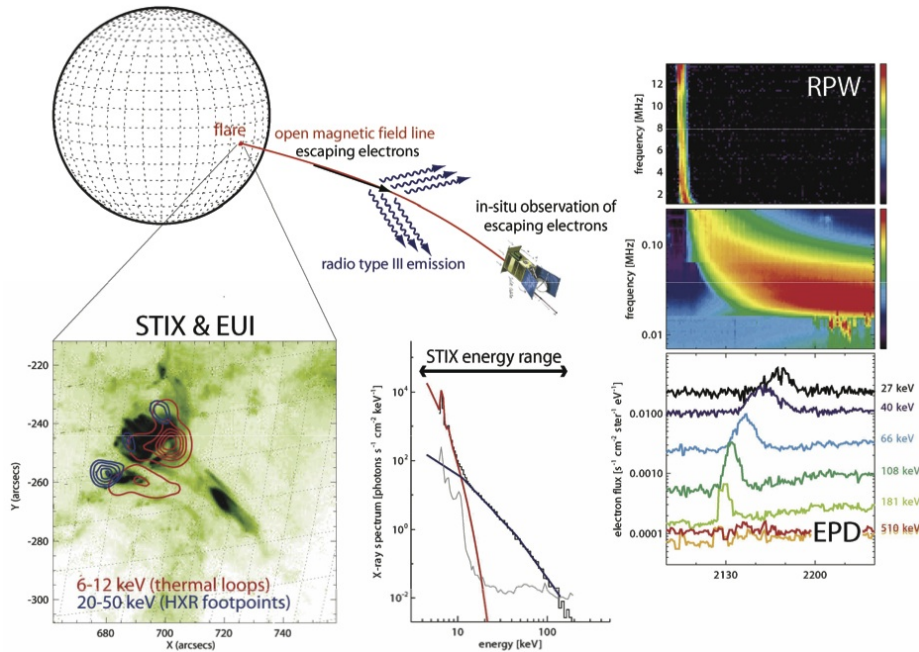 flare
open magnetic field line
escaping electrons
in-situ observation of
escaping electrons
radio type III emission
STIX & EUI
-220
-240
-260
-280
-300
Y (arcsecs)
6-12 keV (thermal loops)
20-50 keV (HXR footpoints)
680
700
720
740
X (arcsecs)
STIX energy range
10⁴
10²
10⁰
10⁻²
X-ray spectrum [photons s⁻¹ cm⁻² keV⁻¹]
10
100
energy [keV]
RPW
12
10
8
6
4
2
frequency [MHz]
0.10
0.01
frequency [MHz]
27 keV
40 keV
66 keV
108 keV
181 keV
510 keV
EPD
0.0100
0.0010
0.0001
electron flux [s⁻¹ cm⁻² ster⁻¹ eV⁻¹]
2130
2200